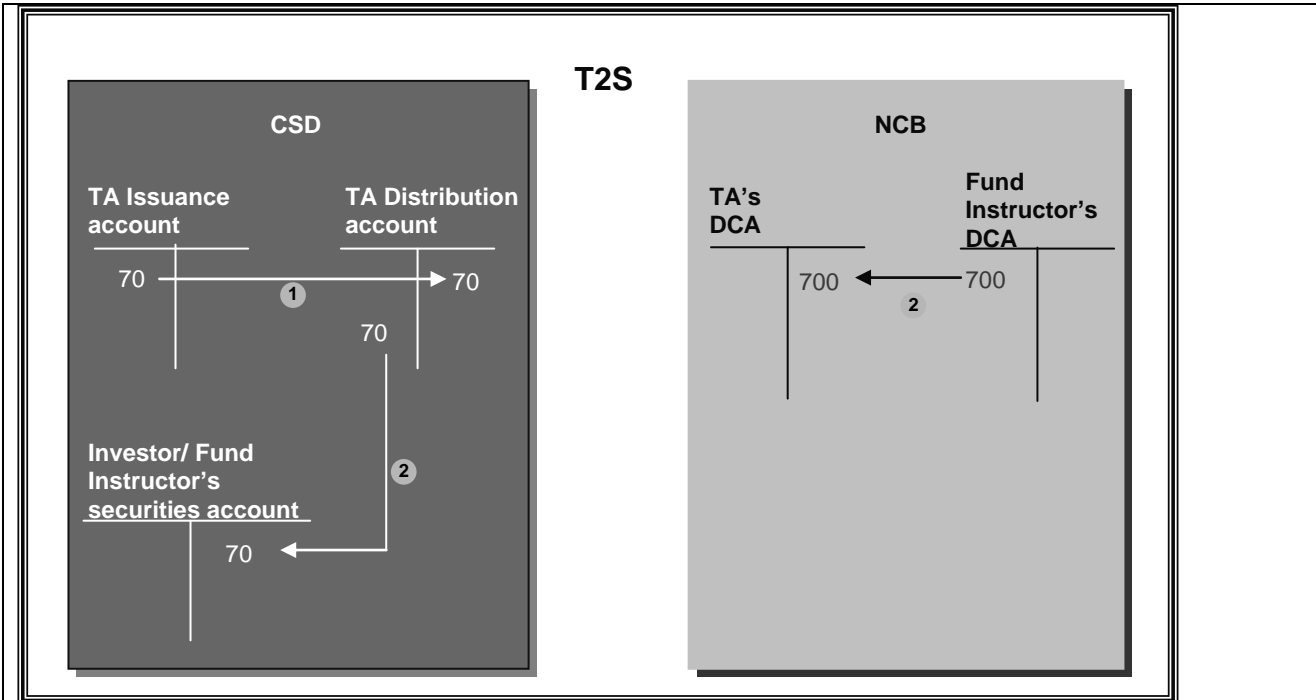 T2S
CSD
TA Issuance
account
TA Distribution
account
70
70
1
70
2
Investor/ Fund
Instructor’s
securities account
70
NCB
TA’s
DCA
Fund
Instructor’s
DCA
700
700
2